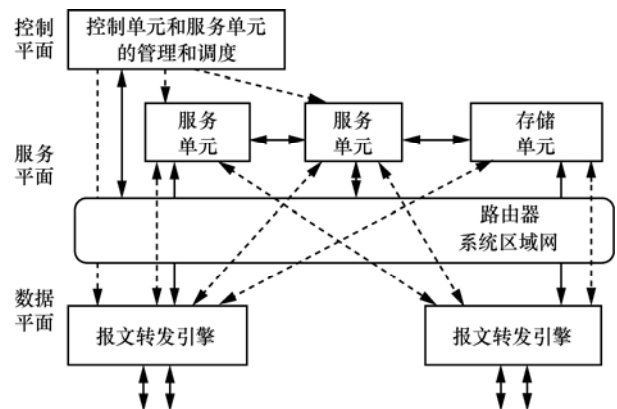 控制
平面
控制单元和服务单元
的管理和调度
服务
单元
服务
单元
存储
单元
服务
平面
路由器
系统区域网
数据
平面
报文转发引擎
报文转发引擎